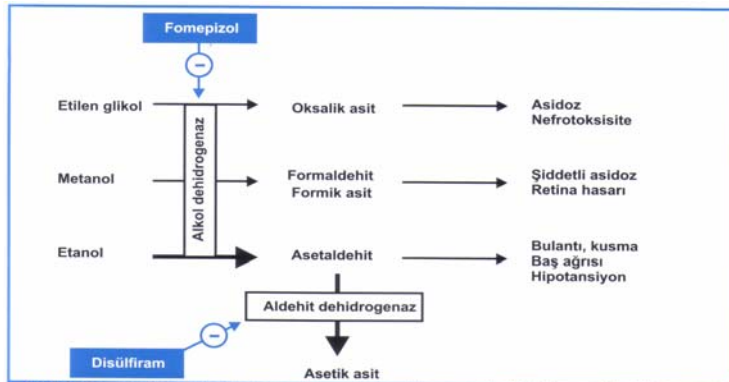 Fomepizol
Etilen glikol
Oksalik asit
Asidoz
Nefrotoksisite
Alkol dehidrogenaz
Metanol
Formaldehit
Formik asit
Şiddetli asidoz
Retina hasarı
Etanol
Asetaldehit
Bulantı, kusma
Baş ağrısı
Hipotansiyon
Aldehit dehidrogenaz
Disülfiram
Asetik asit